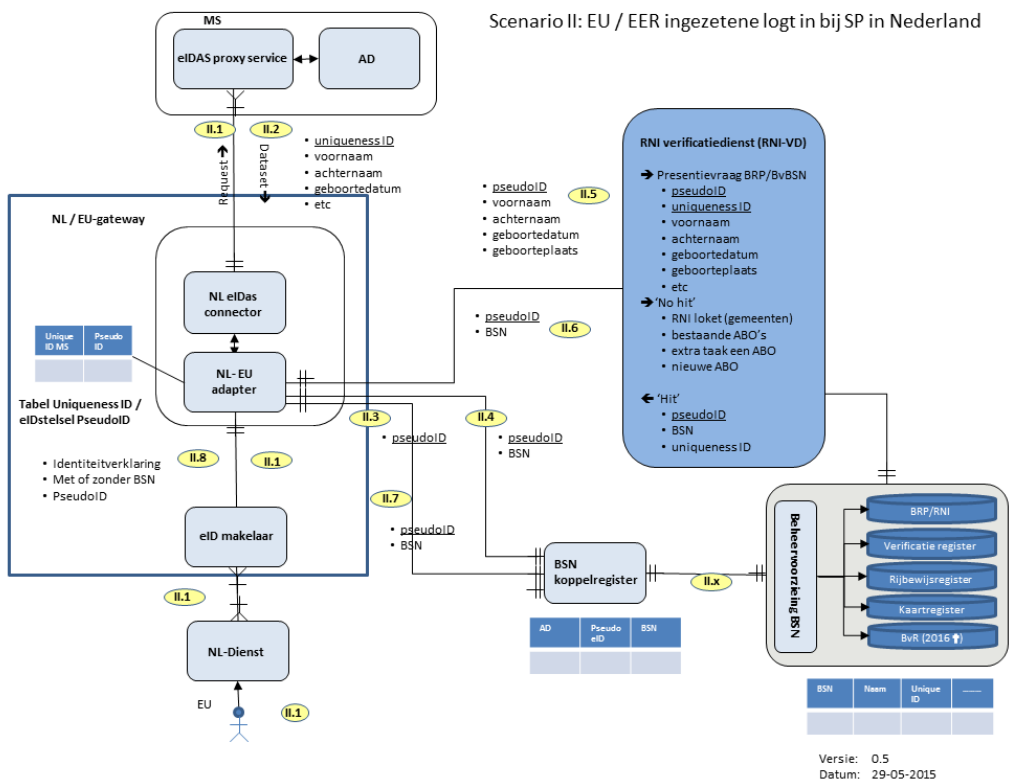 Scenario II: EU / EER ingezetene logt in bij SP in Nederland
MS
eIDAS proxy service
AD
II.1
II.2
Request
Dataset
• uniqueness ID
• voornaam
• achternaam
• geboortedatum
• etc
NL / EU-gateway
NL eIDas
connector
NL- EU
adapter
Unique
ID MS
Pseudo
ID
Tabel Uniqueness ID /
eIDstelsel PseudoID
II.8
II.1
• Identiteitverklaring
• Met of zonder BSN
• PseudoID
eID makelaar
II.1
NL-Dienst
EU
II.1
• pseudoID
• voornaam
• achternaam
• geboortedatum
• geboorteplaats
II.5
• pseudoID
• BSN
II.6
II.3
• pseudoID
II.4
• pseudoID
• BSN
II.7
• pseudoID
• BSN
RNI verificatiedienst (RNI-VD)
➔ Presentievraag BRP/BvBSN
• pseudoID
• uniqueness ID
• voornaam
• achternaam
• geboortedatum
• geboorteplaats
• etc
➔ 'No hit'
• RNI loket (gemeenten)
• bestaande ABO's
• extra taak een ABO
• nieuwe ABO
🡰 'Hit'
• pseudoID
• BSN
• uniqueness ID
BSN
koppelregister
II.x
AD
Pseudo
eID
BSN
Beheervoorzieing BSN
BRP/RNI
Verificatie register
Rijbewijsregister
Kaartregister
BvR (2016 🠭)
BSN
Naam
Unique
ID
____
Versie: 0.5
Datum: 29-05-2015